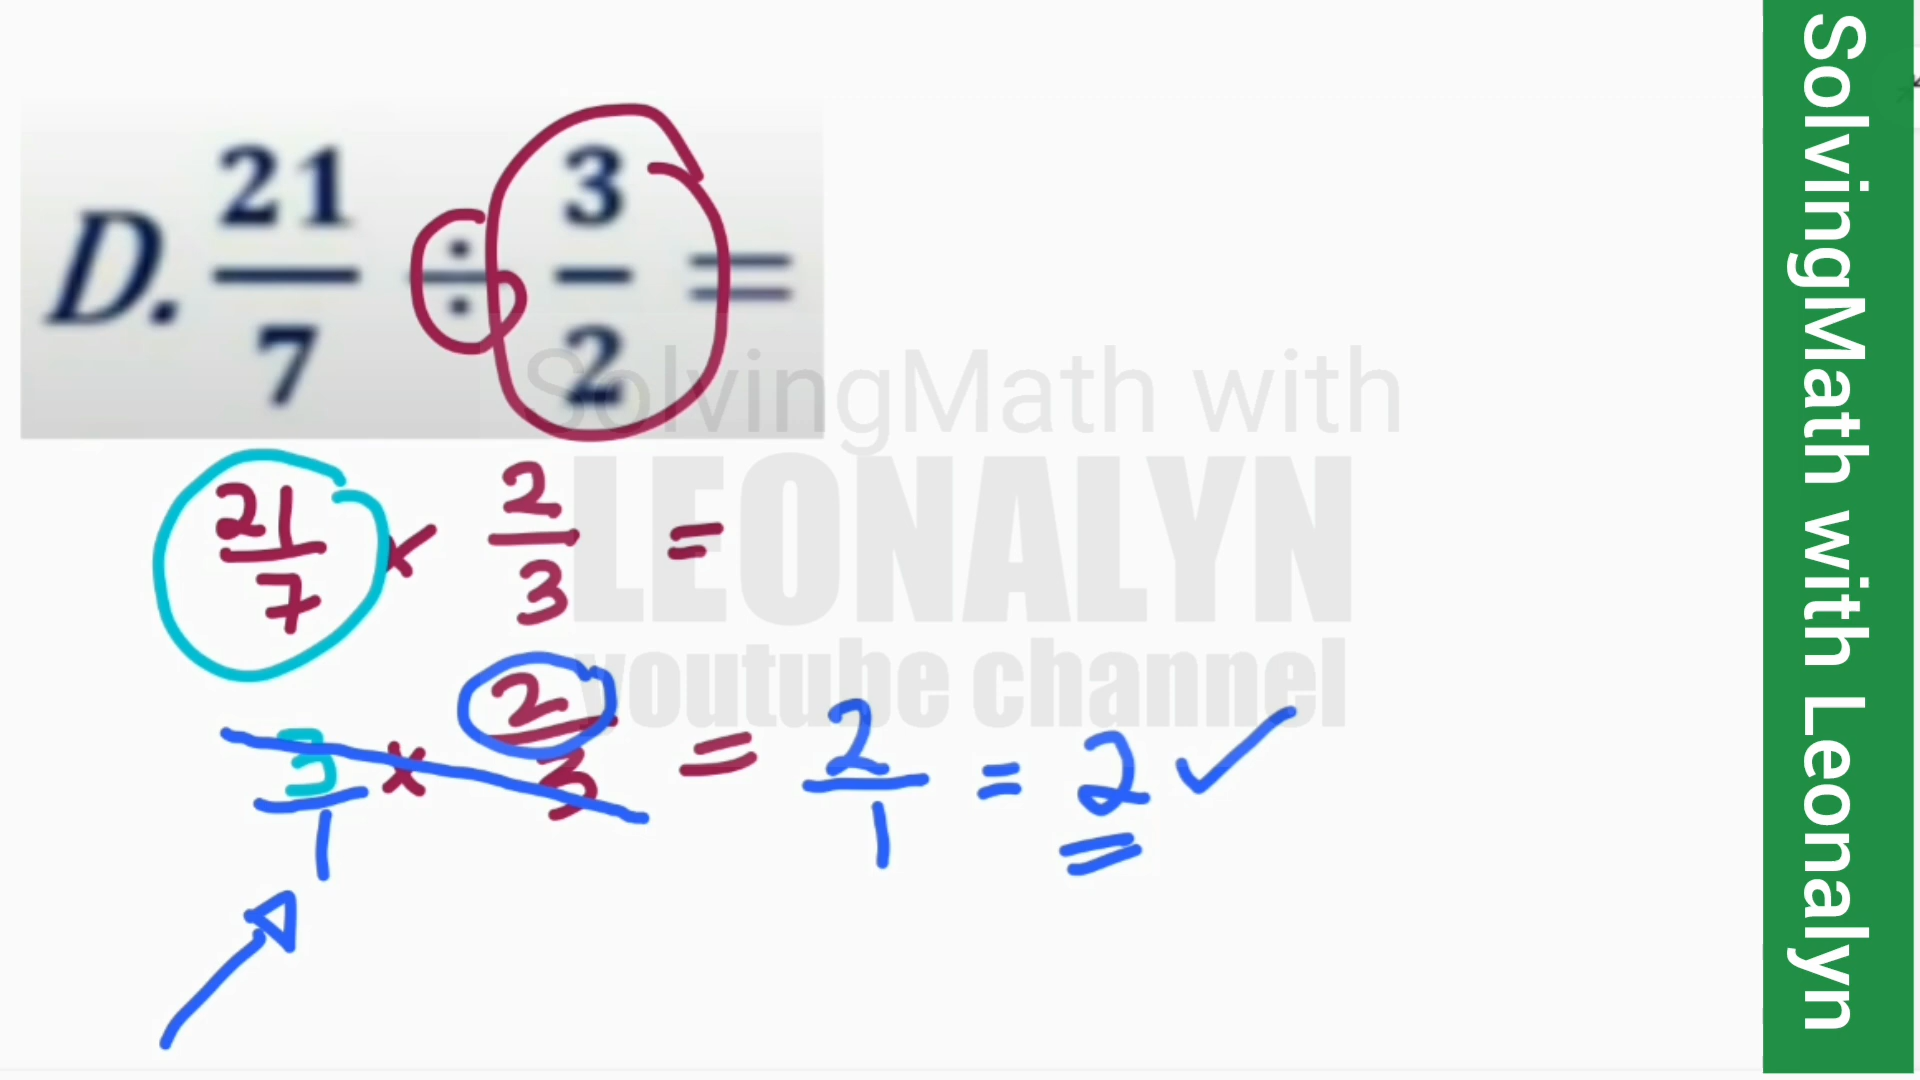 D. 21/7 ÷ 3/2 =
SolvingMath with
LEONALYN
youtube channel
21/7 × 2/3 =
3/1 × 2/3 = 2/1 = 2 ✓
SolvingMath with Leonalyn